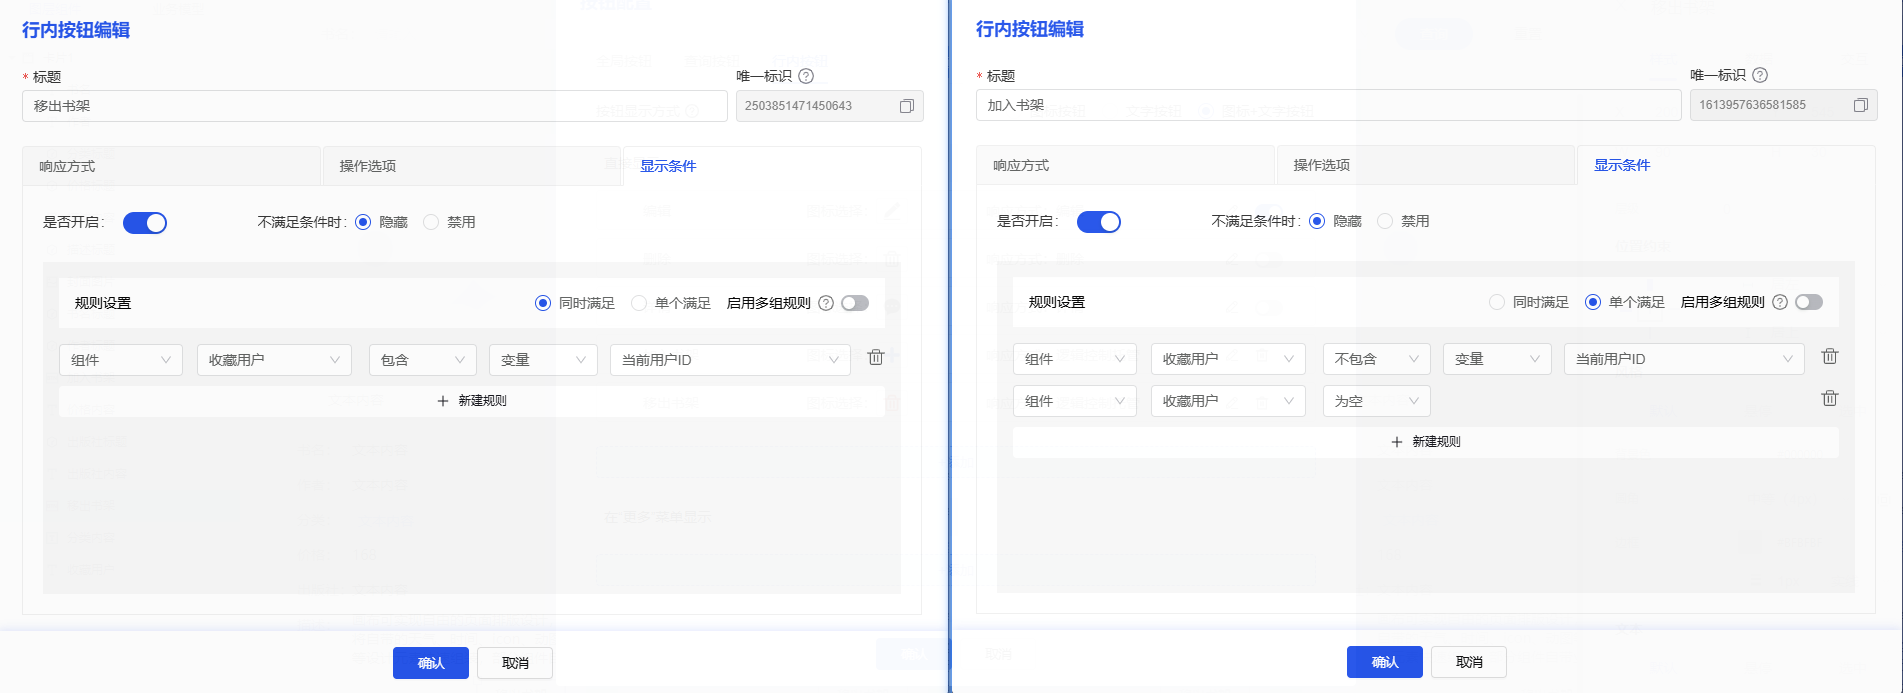 行内按钮编辑
* 标题
唯一标识
移出书架
2503851471450643
响应方式
操作选项
显示条件
是否开启:
不满足条件时:
隐藏
禁用
规则设置
同时满足
单个满足
启用多组规则
组件
收藏用户
包含
变量
当前用户ID
+ 新建规则
确认
取消
行内按钮编辑
* 标题
唯一标识
加入书架
1613957636581585
响应方式
操作选项
显示条件
是否开启:
不满足条件时:
隐藏
禁用
规则设置
同时满足
单个满足
启用多组规则
组件
收藏用户
不包含
变量
当前用户ID
组件
收藏用户
为空
+ 新建规则
确认
取消